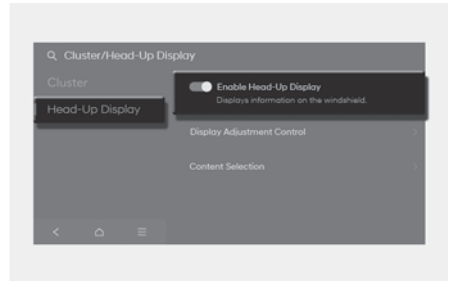 Cluster/Head-Up Display
Cluster
Enable Head-Up Display
Displays information on the windshield.
Head-Up Display
Display Adjustment Control
Content Selection